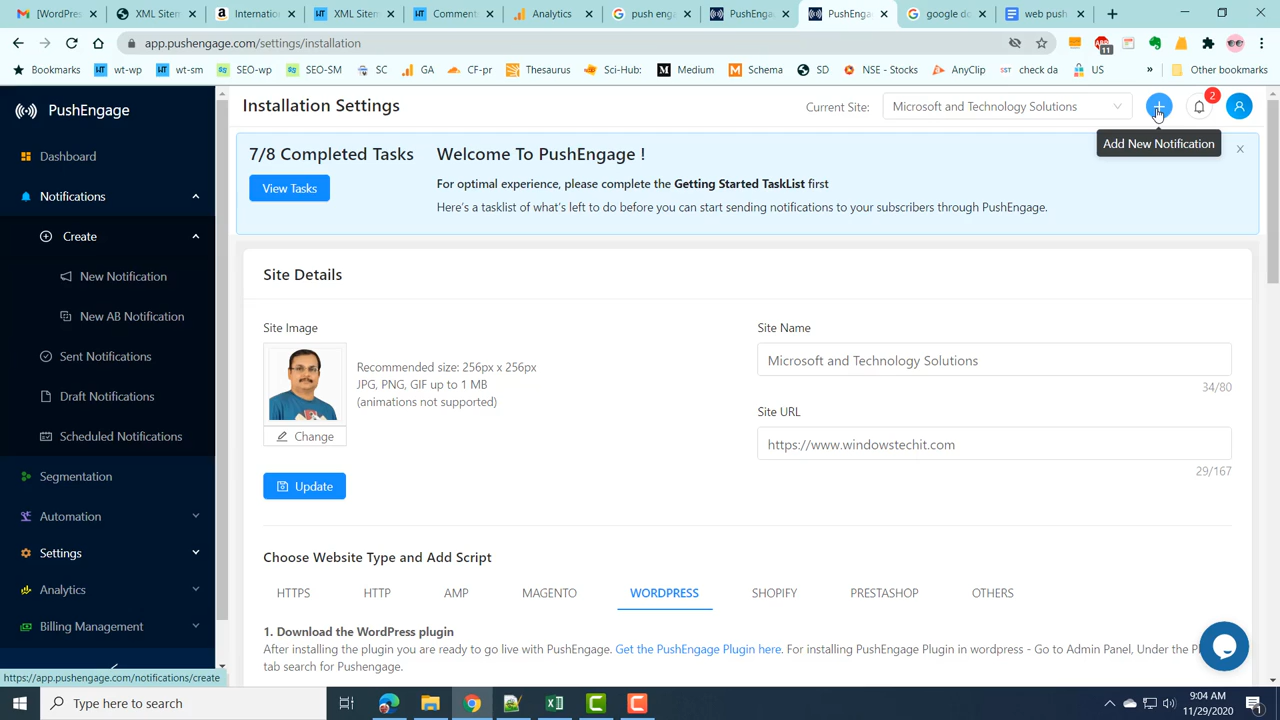 [Windows
XML Sitem
Internation
XML Sitem
Comment
Analytics
push enga
PushEnga
PushEnga
google do
web push
app.pushengage.com/settings/installation
11
Bookmarks
wt-wp
wt-sm
SEO-wp
SEO-SM
SC
GA
CF-pr
Thesaurus
Sci-Hub:
Medium
Schema
SD
NSE - Stocks
AnyClip
check da
US
»
Other bookmarks
PushEngage
Installation Settings
Current Site:
Microsoft and Technology Solutions
2
Add New Notification
7/8 Completed Tasks
Welcome To PushEngage !
View Tasks
For optimal experience, please complete the Getting Started TaskList first
Here's a tasklist of what's left to do before you can start sending notifications to your subscribers through PushEngage.
Dashboard
Notifications
Create
New Notification
New AB Notification
Sent Notifications
Draft Notifications
Scheduled Notifications
Segmentation
Automation
Settings
Analytics
Billing Management
Site Details
Site Image
Recommended size: 256px x 256px
JPG, PNG, GIF up to 1 MB
(animations not supported)
Change
Update
Site Name
Microsoft and Technology Solutions
34/80
Site URL
https://www.windowstechit.com
29/167
Choose Website Type and Add Script
HTTPS
HTTP
AMP
MAGENTO
WORDPRESS
SHOPIFY
PRESTASHOP
OTHERS
1. Download the WordPress plugin
After installing the plugin you are ready to go live with PushEngage. Get the PushEngage Plugin here. For installing PushEngage Plugin in wordpress - Go to Admin Panel, Under the
tab search for Pushengage.
https://app.pushengage.com/notifications/create
Type here to search
9:04 AM
11/29/2020
1